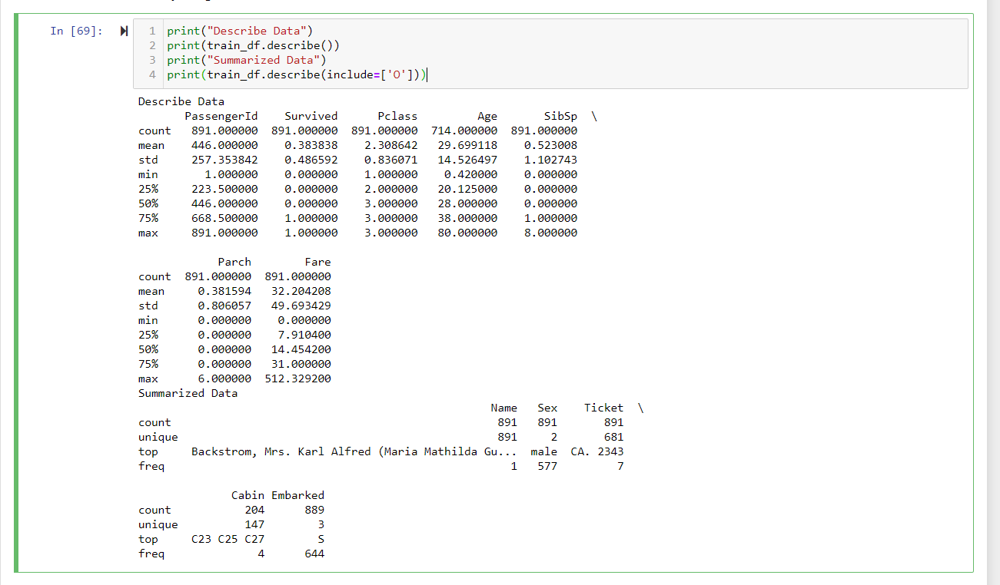 In [69]:
1 print("Describe Data")
2 print(train_df.describe())
3 print("Summarized Data")
4 print(train_df.describe(include=['O']))
Describe Data
       PassengerId    Survived      Pclass         Age       SibSp  \
count   891.000000  891.000000  891.000000  714.000000  891.000000
mean    446.000000    0.383838    2.308642   29.699118    0.523008
std     257.353842    0.486592    0.836071   14.526497    1.102743
min       1.000000    0.000000    1.000000    0.420000    0.000000
25%     223.500000    0.000000    2.000000   20.125000    0.000000
50%     446.000000    0.000000    3.000000   28.000000    0.000000
75%     668.500000    1.000000    3.000000   38.000000    1.000000
max     891.000000    1.000000    3.000000   80.000000    8.000000
            Parch        Fare
count  891.000000  891.000000
mean     0.381594   32.204208
std      0.806057   49.693429
min      0.000000    0.000000
25%      0.000000    7.910400
50%      0.000000   14.454200
75%      0.000000   31.000000
max      6.000000  512.329200
Summarized Data
                                                     Name   Sex    Ticket  \
count                                                 891   891       891
unique                                                891     2       681
top     Backstrom, Mrs. Karl Alfred (Maria Mathilda Gu...  male  CA. 2343
freq                                                    1   577         7
              Cabin Embarked
count           204      889
unique          147        3
top     C23 C25 C27        S
freq              4      644